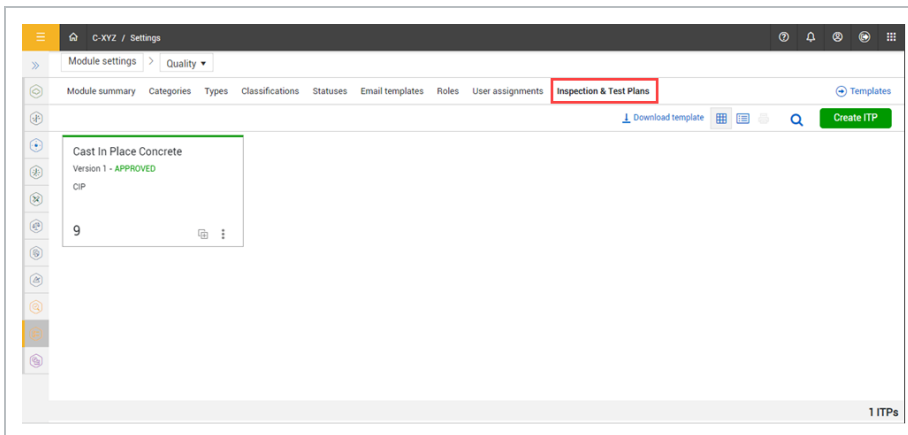 C-XYZ / Settings
Module settings > Quality
Module summary Categories Types Classifications Statuses Email templates Roles User assignments Inspection & Test Plans Templates
Download template Create ITP
Cast In Place Concrete
Version 1 - APPROVED
CIP
9
1 ITPs